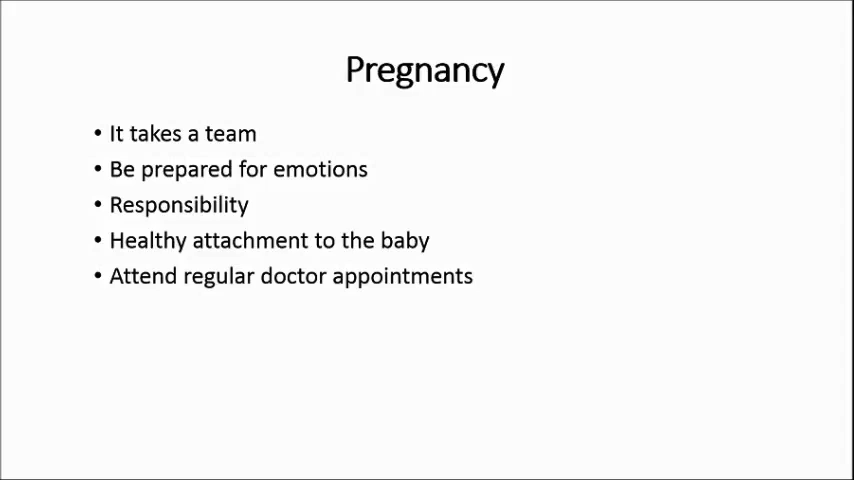 Pregnancy
• It takes a team
• Be prepared for emotions
• Responsibility
• Healthy attachment to the baby
• Attend regular doctor appointments